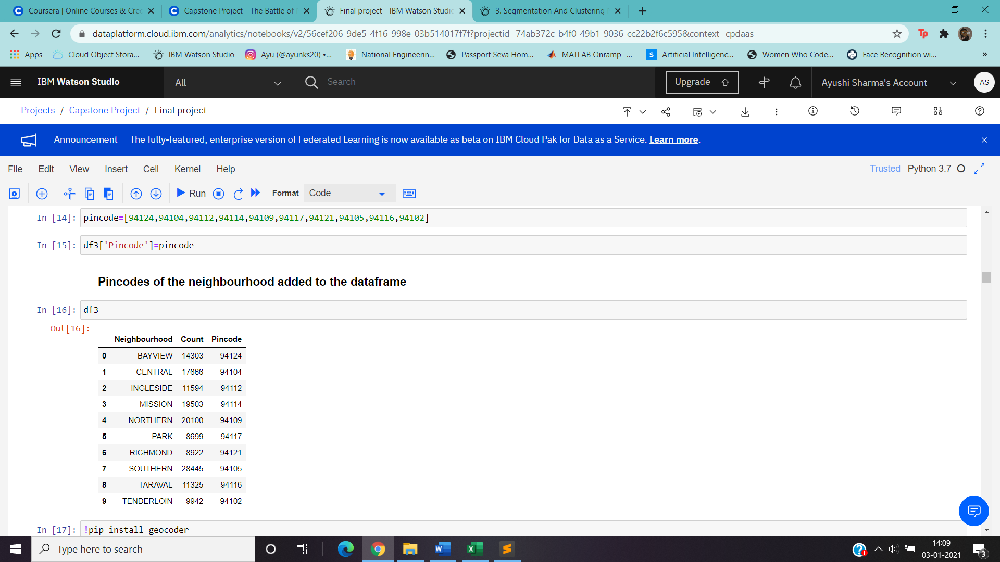 Coursera | Online Courses & Cre
Capstone Project - The Battle of
Final project - IBM Watson Studio
3. Segmentation And Clustering
dataplatform.cloud.ibm.com/analytics/notebooks/v2/56cef206-9de5-4f16-998e-03b514017f7f?projectid=74ab372c-b4f0-49b1-9036-cc22b2f6c595&context=cpdaas
Apps
Cloud Object Stora...
IBM Watson Studio
Ayu (@ayunks20) •...
National Engineerin...
Passport Seva Hom...
MATLAB Onramp -...
Artificial Intelligenc...
Women Who Code...
Face Recognition wi...
»
IBM Watson Studio
All
Search
Upgrade
Ayushi Sharma's Account
AS
Projects / Capstone Project / Final project
Announcement The fully-featured, enterprise version of Federated Learning is now available as beta on IBM Cloud Pak for Data as a Service. Learn more.
File Edit View Insert Cell Kernel Help
Trusted | Python 3.7
Run
Format
Code
In [14]: pincode=[94124,94104,94112,94114,94109,94117,94121,94105,94116,94102]
In [15]: df3['Pincode']=pincode
Pincodes of the neighbourhood added to the dataframe
In [16]: df3
Out[16]:
Neighbourhood Count Pincode
0 BAYVIEW 14303 94124
1 CENTRAL 17666 94104
2 INGLESIDE 11594 94112
3 MISSION 19503 94114
4 NORTHERN 20100 94109
5 PARK 8699 94117
6 RICHMOND 8922 94121
7 SOUTHERN 28445 94105
8 TARAVAL 11325 94116
9 TENDERLOIN 9942 94102
In [17]: !pip install geocoder
Type here to search
14:09
03-01-2021
3